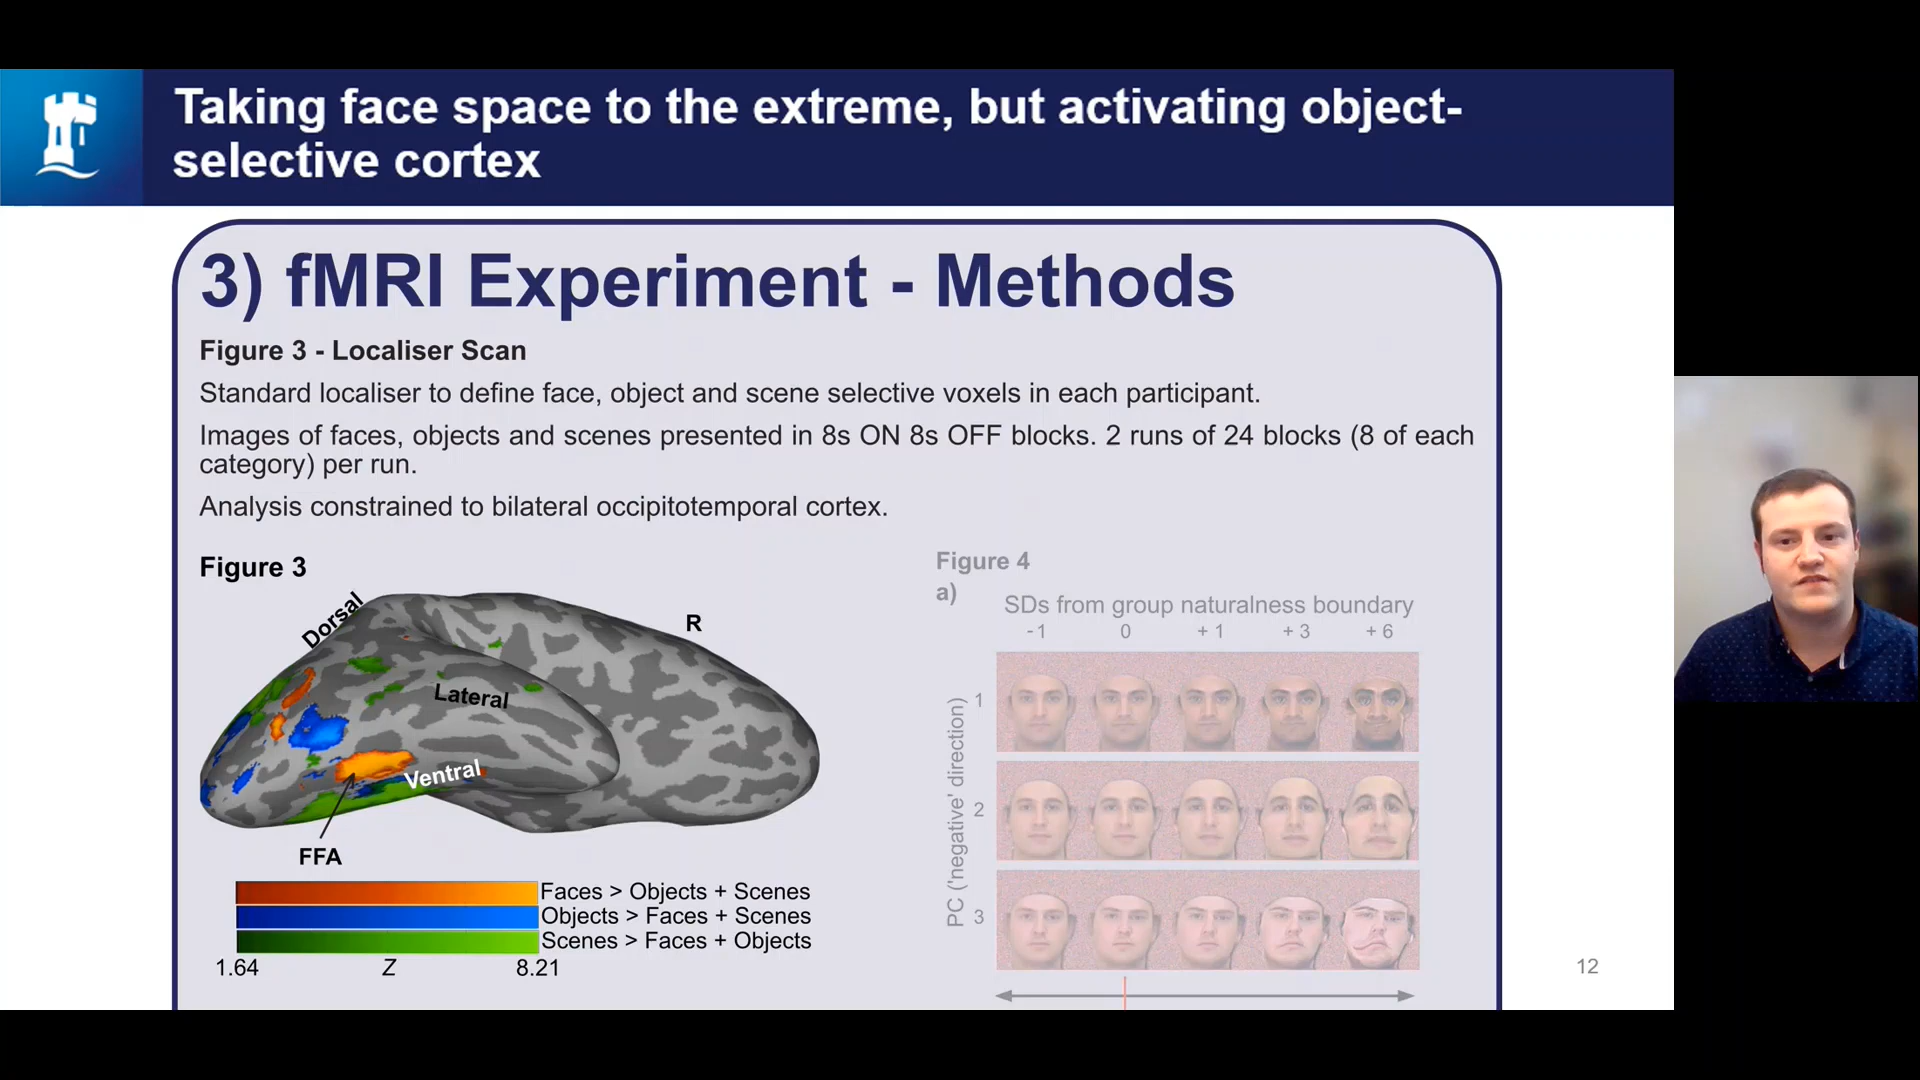 Taking face space to the extreme, but activating object-
selective cortex
3) fMRI Experiment - Methods
Figure 3 - Localiser Scan
Standard localiser to define face, object and scene selective voxels in each participant.
Images of faces, objects and scenes presented in 8s ON 8s OFF blocks. 2 runs of 24 blocks (8 of each
category) per run.
Analysis constrained to bilateral occipitotemporal cortex.
Figure 3
Dorsal
R
Lateral
Ventral
FFA
Faces > Objects + Scenes
Objects > Faces + Scenes
Scenes > Faces + Objects
1.64 Z 8.21
Figure 4
a)
SDs from group naturalness boundary
-1 0 +1 +3 +6
PC ('negative' direction)
1
2
3
12